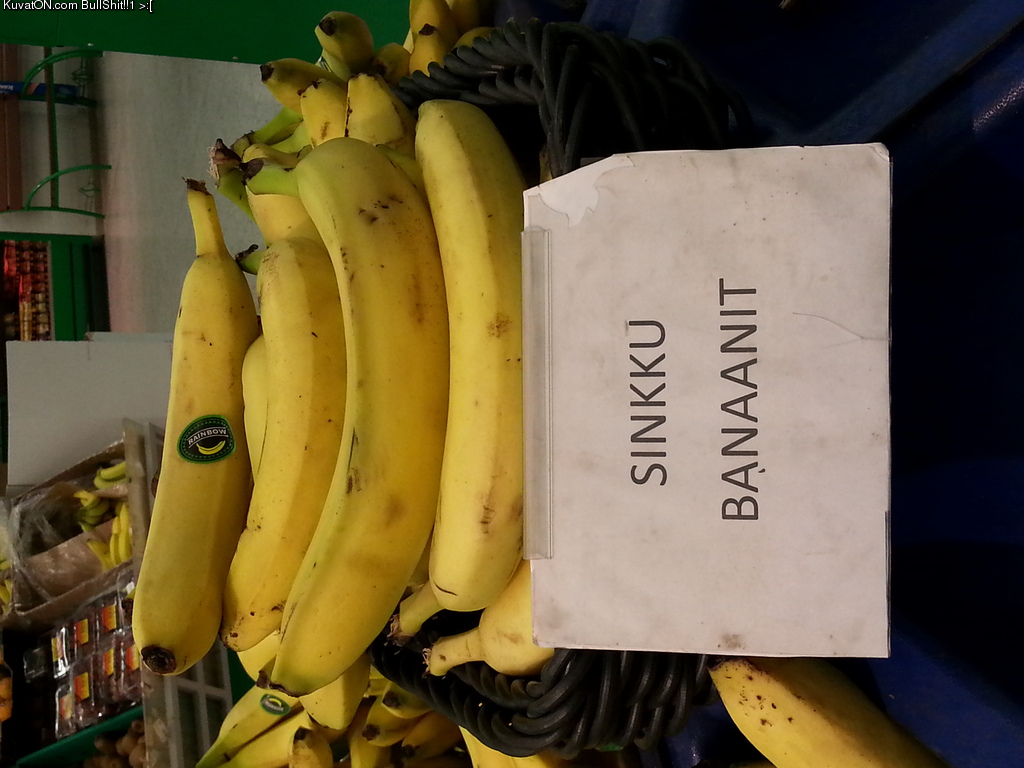 KuvatON.com BullShit!!1 >:[
SINKKU
BANAANIT
RAINBOW